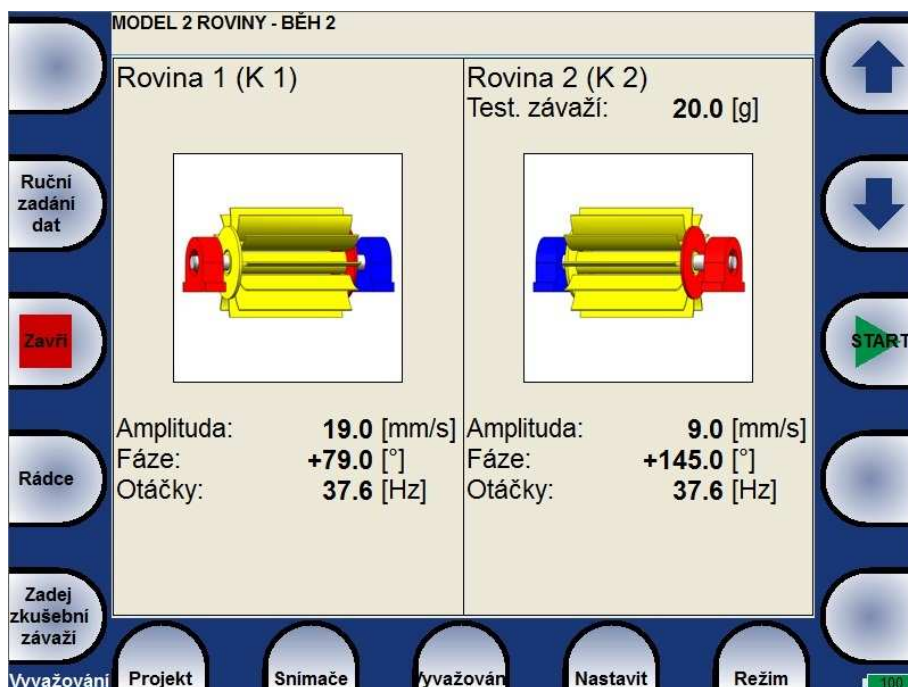 MODEL 2 ROVINY - BĚH 2
Rovina 1 (K 1)
Rovina 2 (K 2)
Test. závaží: 20.0 [g]
Ruční
zadání
dat
Zavři
START
Amplituda: 19.0 [mm/s]
Fáze: +79.0 [°]
Otáčky: 37.6 [Hz]
Amplituda: 9.0 [mm/s]
Fáze: +145.0 [°]
Otáčky: 37.6 [Hz]
Rádce
Zadej
zkušební
závaží
Vyvažování
Projekt
Snímače
Vyvažován
Nastavit
Režim
100